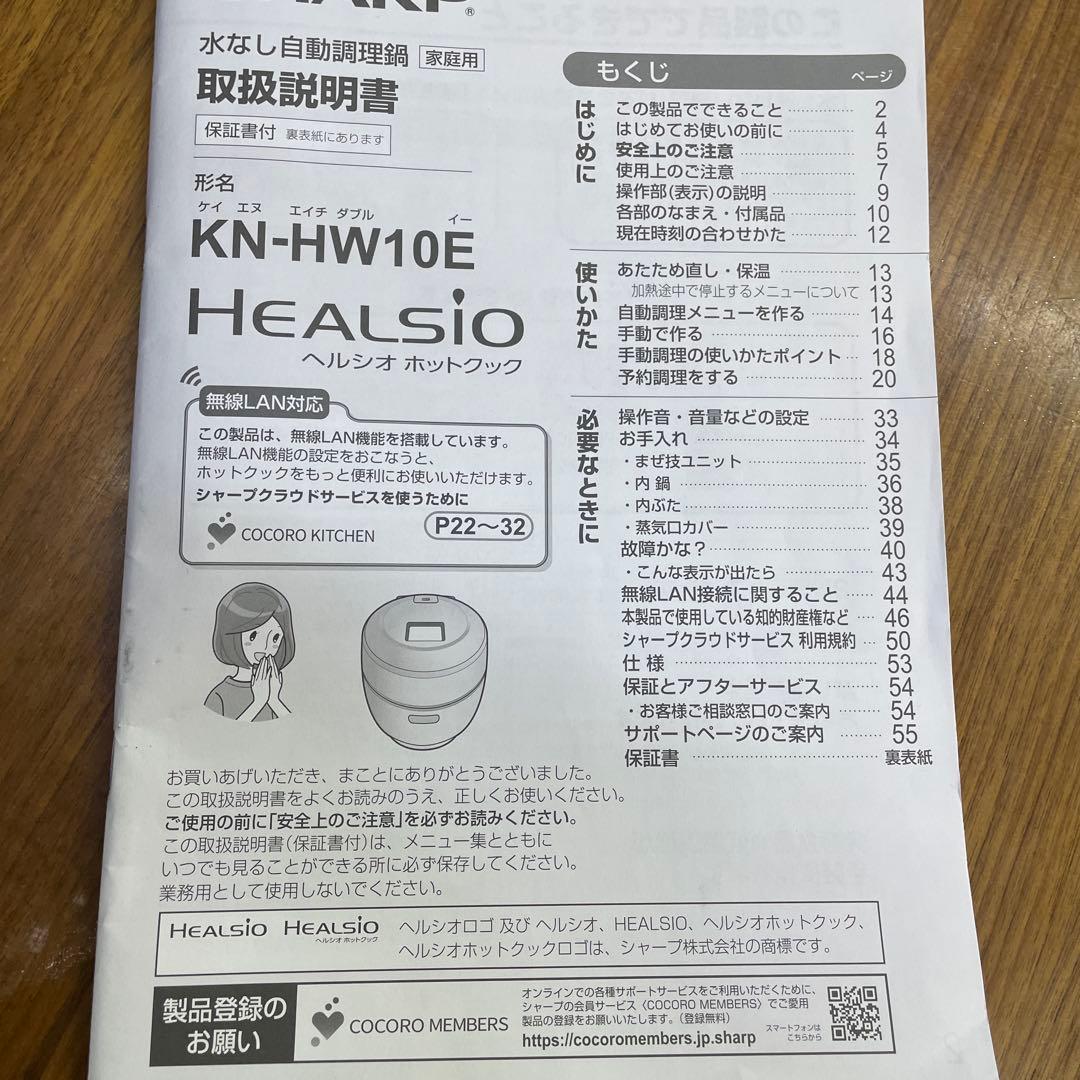 SHARP®
水なし自動調理鍋 家庭用
取扱説明書
保証書付 裏表紙にあります
形名
ケイ エヌ エイチ ダブル イー
KN-HW10E
HEALSIO
ヘルシオ ホットクック
無線LAN対応
この製品は、無線LAN機能を搭載しています。
無線LAN機能の設定をおこなうと、
ホットクックをもっと便利にお使いいただけます。
シャープクラウドサービスを使うために
COCORO KITCHEN P22〜32
もくじ ページ
はじめに
この製品でできること 2
はじめてお使いの前に 4
安全上のご注意 5
使用上のご注意 7
操作部(表示)の説明 9
各部のなまえ・付属品 10
現在時刻の合わせかた 12
使いかた
あたため直し・保温 13
加熱途中で停止するメニューについて 13
自動調理メニューを作る 14
手動で作る 16
手動調理の使いかたポイント 18
予約調理をする 20
必要なときに
操作音・音量などの設定 33
お手入れ 34
・まぜ技ユニット 35
・内鍋 36
・内ぶた 38
・蒸気口カバー 39
故障かな? 40
・こんな表示が出たら 43
無線LAN接続に関すること 44
本製品で使用している知的財産権など 46
シャープクラウドサービス 利用規約 50
仕様 53
保証とアフターサービス 54
・お客様ご相談窓口のご案内 54
サポートページのご案内 55
保証書 裏表紙
お買いあげいただき、まことにありがとうございました。
この取扱説明書をよくお読みのうえ、正しくお使いください。
ご使用の前に「安全上のご注意」を必ずお読みください。
この取扱説明書(保証書付)は、メニュー集とともに
いつでも見ることができる所に必ず保存してください。
業務用として使用しないでください。
HEALSIO HEALSIO ヘルシオロゴ 及び ヘルシオ、HEALSIO、ヘルシオホットクック、
ヘルシオ ホットクック ヘルシオホットクックロゴは、シャープ株式会社の商標です。
製品登録の
お願い
COCORO MEMBERS
オンラインでの各種サポートサービスをご利用いただくために、
シャープの会員サービス〈COCORO MEMBERS〉でご愛用
製品の登録をお願いいたします。(登録無料)
https://cocoromembers.jp.sharp
スマートフォンは
こちらから